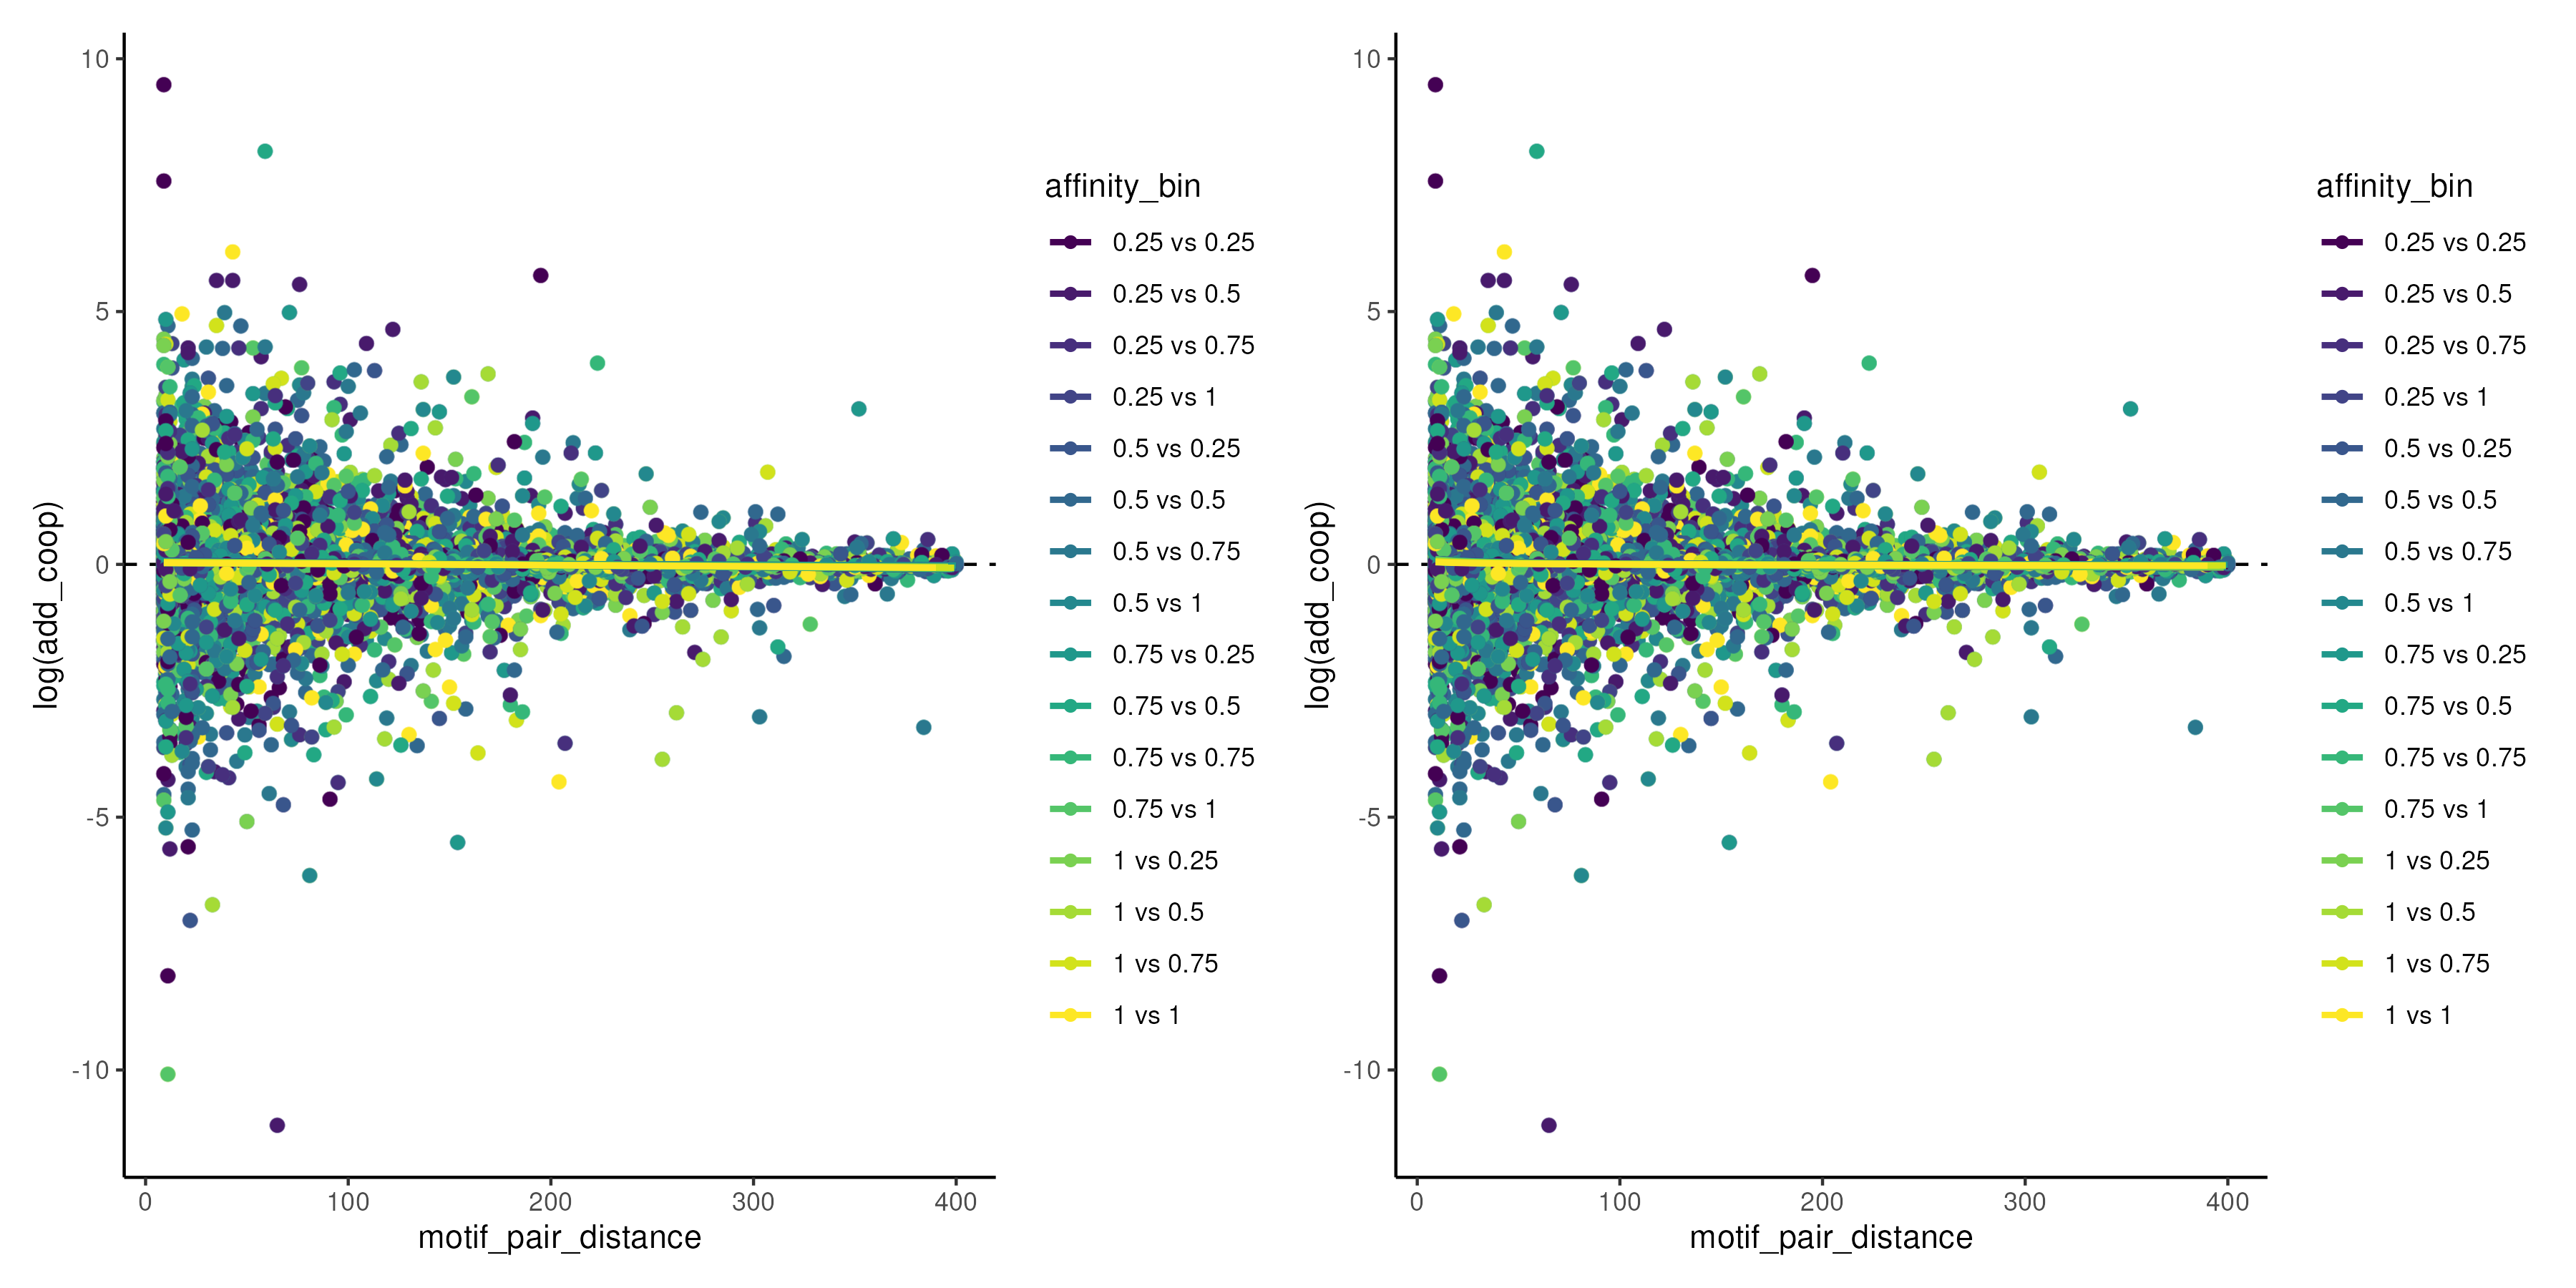 10
5
0
-5
-10
log(add_coop)
0
100
200
300
400
motif_pair_distance
affinity_bin
0.25 vs 0.25
0.25 vs 0.5
0.25 vs 0.75
0.25 vs 1
0.5 vs 0.25
0.5 vs 0.5
0.5 vs 0.75
0.5 vs 1
0.75 vs 0.25
0.75 vs 0.5
0.75 vs 0.75
0.75 vs 1
1 vs 0.25
1 vs 0.5
1 vs 0.75
1 vs 1
10
5
0
-5
-10
log(add_coop)
0
100
200
300
400
motif_pair_distance
affinity_bin
0.25 vs 0.25
0.25 vs 0.5
0.25 vs 0.75
0.25 vs 1
0.5 vs 0.25
0.5 vs 0.5
0.5 vs 0.75
0.5 vs 1
0.75 vs 0.25
0.75 vs 0.5
0.75 vs 0.75
0.75 vs 1
1 vs 0.25
1 vs 0.5
1 vs 0.75
1 vs 1